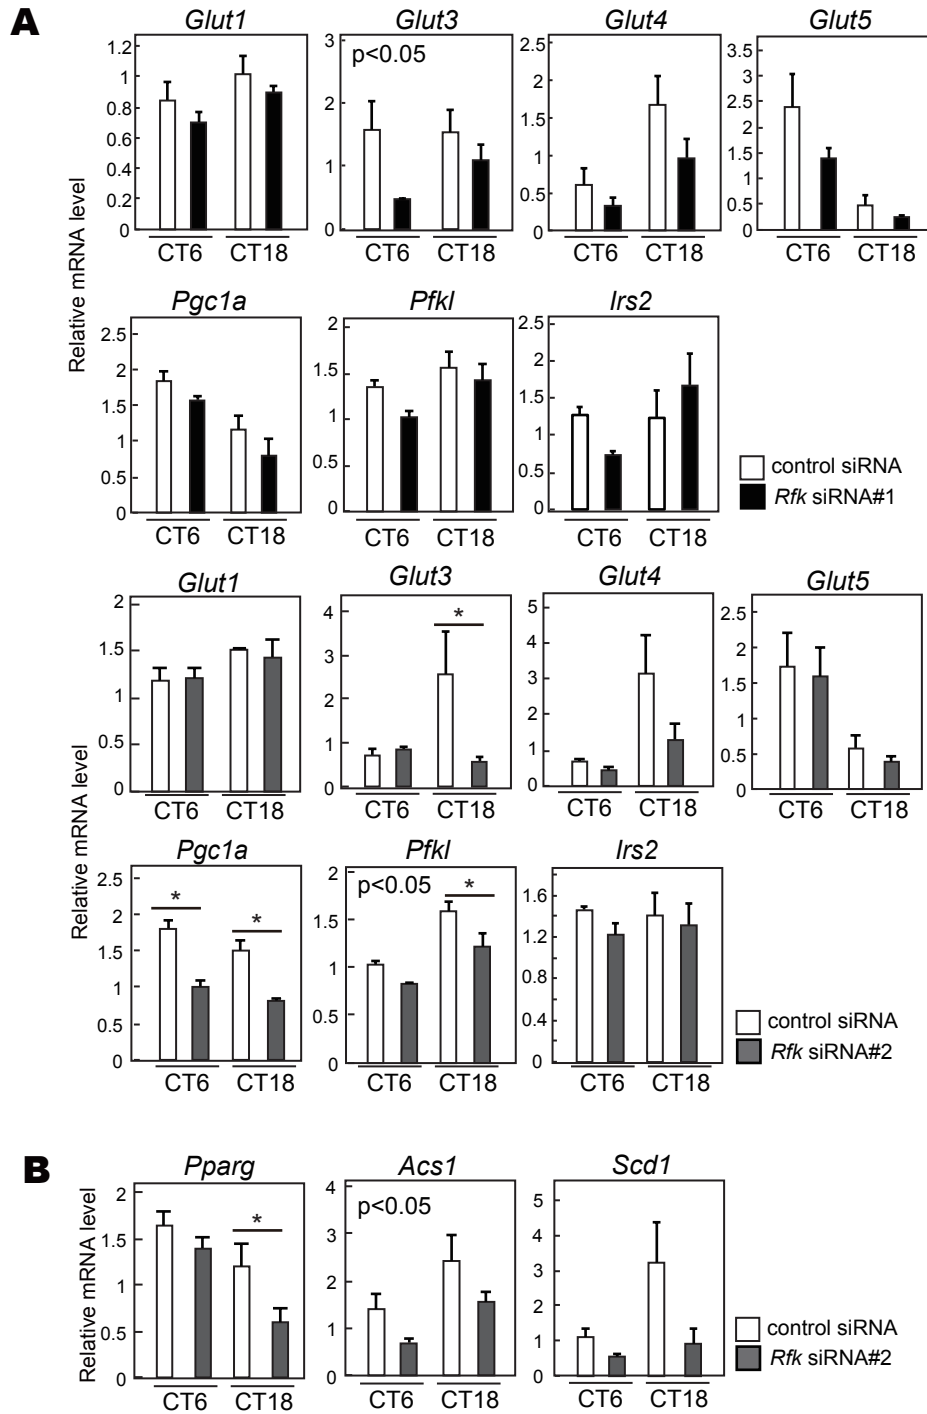 A
Glut1
Glut3
Glut4
Glut5
Relative mRNA level
1.2
1
0.8
0.6
0.4
0.2
0
CT6 CT18
3
2
1
0
p<0.05
CT6 CT18
2.5
2
1.5
1
0.5
0
CT6 CT18
3.5
3
2.5
2
1.5
1
0.5
0
CT6 CT18
Pgc1a
Pfkl
Irs2
2.5
2
1.5
1
0.5
0
CT6 CT18
2
1.5
1
0.5
0
CT6 CT18
2.5
2
1.5
1
0.5
0
CT6 CT18
control siRNA
Rfk siRNA#1
Glut1
Glut3
Glut4
Glut5
Relative mRNA level
2
1.5
1
0.5
0
CT6 CT18
4
3
2
1
0
*
CT6 CT18
5
4
3
2
1
0
CT6 CT18
2.5
2
1.5
1
0.5
0
CT6 CT18
Pgc1a
Pfkl
Irs2
2.5
2
1.5
1
0.5
0
*
*
CT6 CT18
2
1.5
1
0.5
0
p<0.05
*
CT6 CT18
1.6
1.2
0.8
0.4
0
CT6 CT18
control siRNA
Rfk siRNA#2
B
Pparg
Acs1
Scd1
Relative mRNA level
2
1.5
1
0.5
0
*
CT6 CT18
4
3
2
1
0
p<0.05
CT6 CT18
5
4
3
2
1
0
CT6 CT18
control siRNA
Rfk siRNA#2